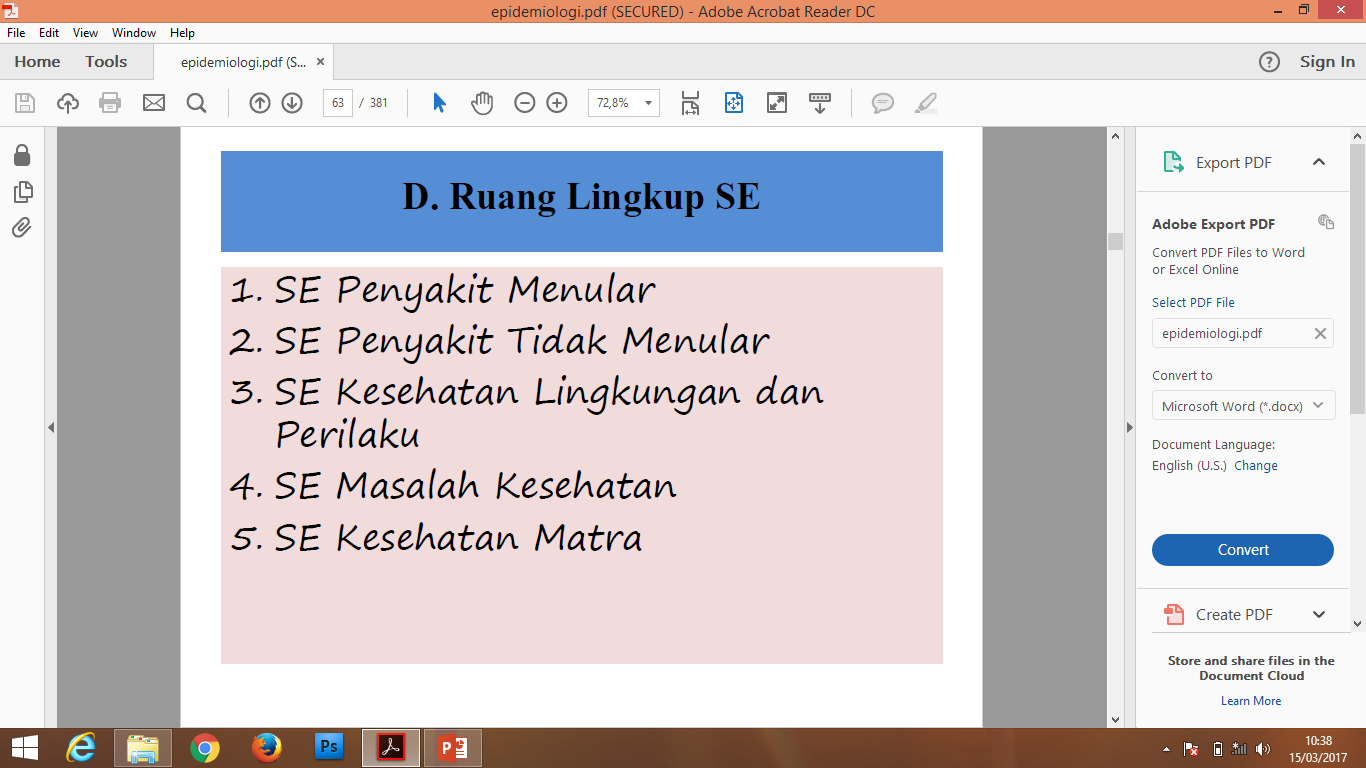 epidemiologi.pdf (SECURED) - Adobe Acrobat Reader DC
File Edit View Window Help
Home Tools epidemiologi.pdf (S... × Sign In
63 / 381 72,8%
D. Ruang Lingkup SE
1. SE Penyakit Menular
2. SE Penyakit Tidak Menular
3. SE Kesehatan Lingkungan dan
Perilaku
4. SE Masalah Kesehatan
5. SE Kesehatan Matra
Export PDF
Adobe Export PDF
Convert PDF Files to Word
or Excel Online
Select PDF File
epidemiologi.pdf
Convert to
Microsoft Word (*.docx)
Document Language:
English (U.S.) Change
Convert
Create PDF
Store and share files in the
Document Cloud
Learn More
Ps
10:38
15/03/2017